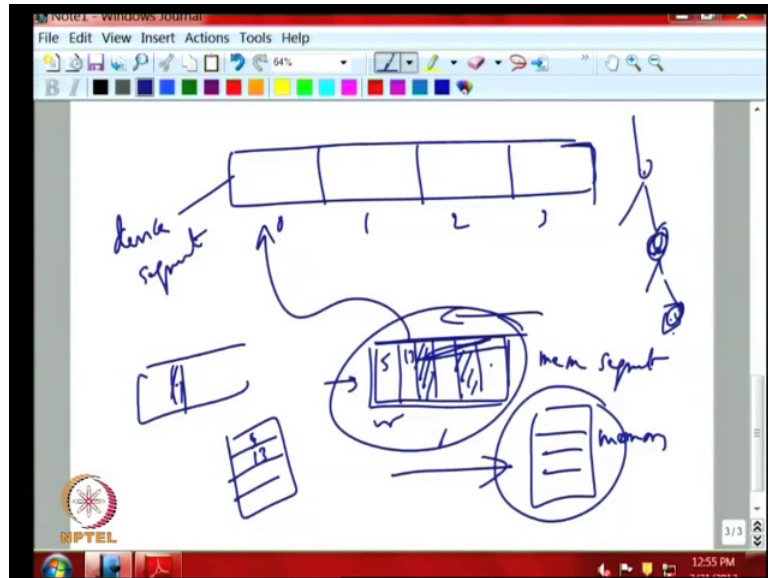 Note1 - Windows Journal
File Edit View Insert Actions Tools Help
64%
B I
device
segment
0 1 2 3
5 13
mem segment
5
13
memory
NPTEL
3/3
12:55 PM